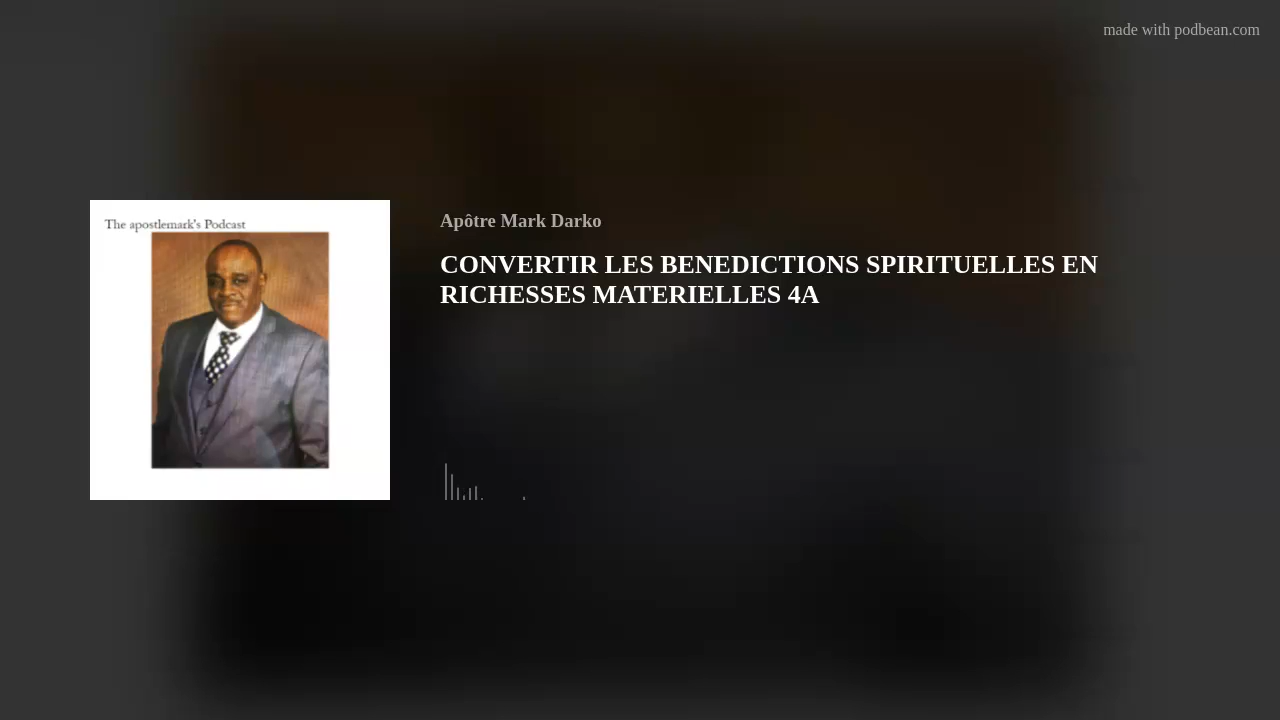 made with podbean.com
The apostlemark's Podcast
Apôtre Mark Darko
CONVERTIR LES BENEDICTIONS SPIRITUELLES EN
RICHESSES MATERIELLES 4A